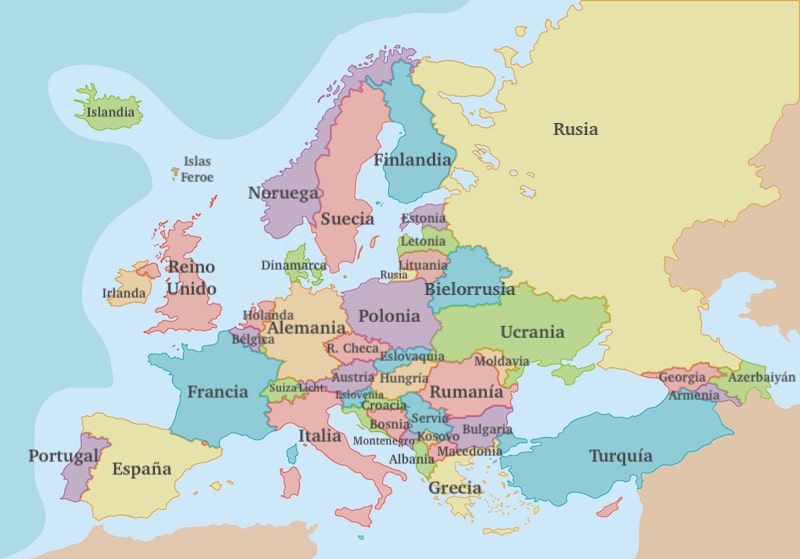 Islandia
Rusia
Islas
Feroe
Finlandia
Noruega
Suecia
Estonia
Letonia
Dinamarca
Lituania
Rusia
Reino
Unido
Irlanda
Bielorrusia
Holanda
Polonia
Alemania
Ucrania
Bélgica
R. Checa
Eslovaquia
Moldavia
Francia
Suiza
Licht.
Austria
Hungría
Rumanía
Georgia
Azerbaiyán
Eslovenia
Armenia
Croacia
Bosnia
Servia
Bulgaria
Italia
Montenegro
Kosovo
Macedonia
Albania
Portugal
España
Turquía
Grecia